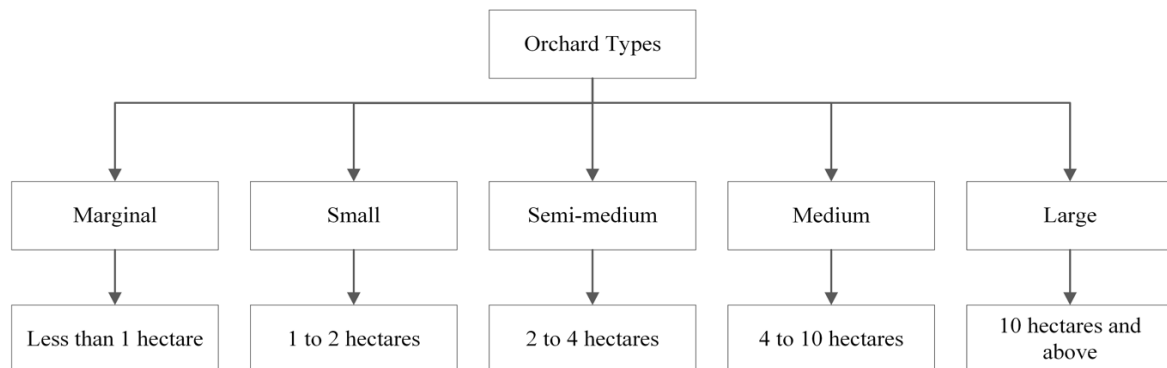 Orchard Types
Marginal
Small
Semi-medium
Medium
Large
Less than 1 hectare
1 to 2 hectares
2 to 4 hectares
4 to 10 hectares
10 hectares and
above